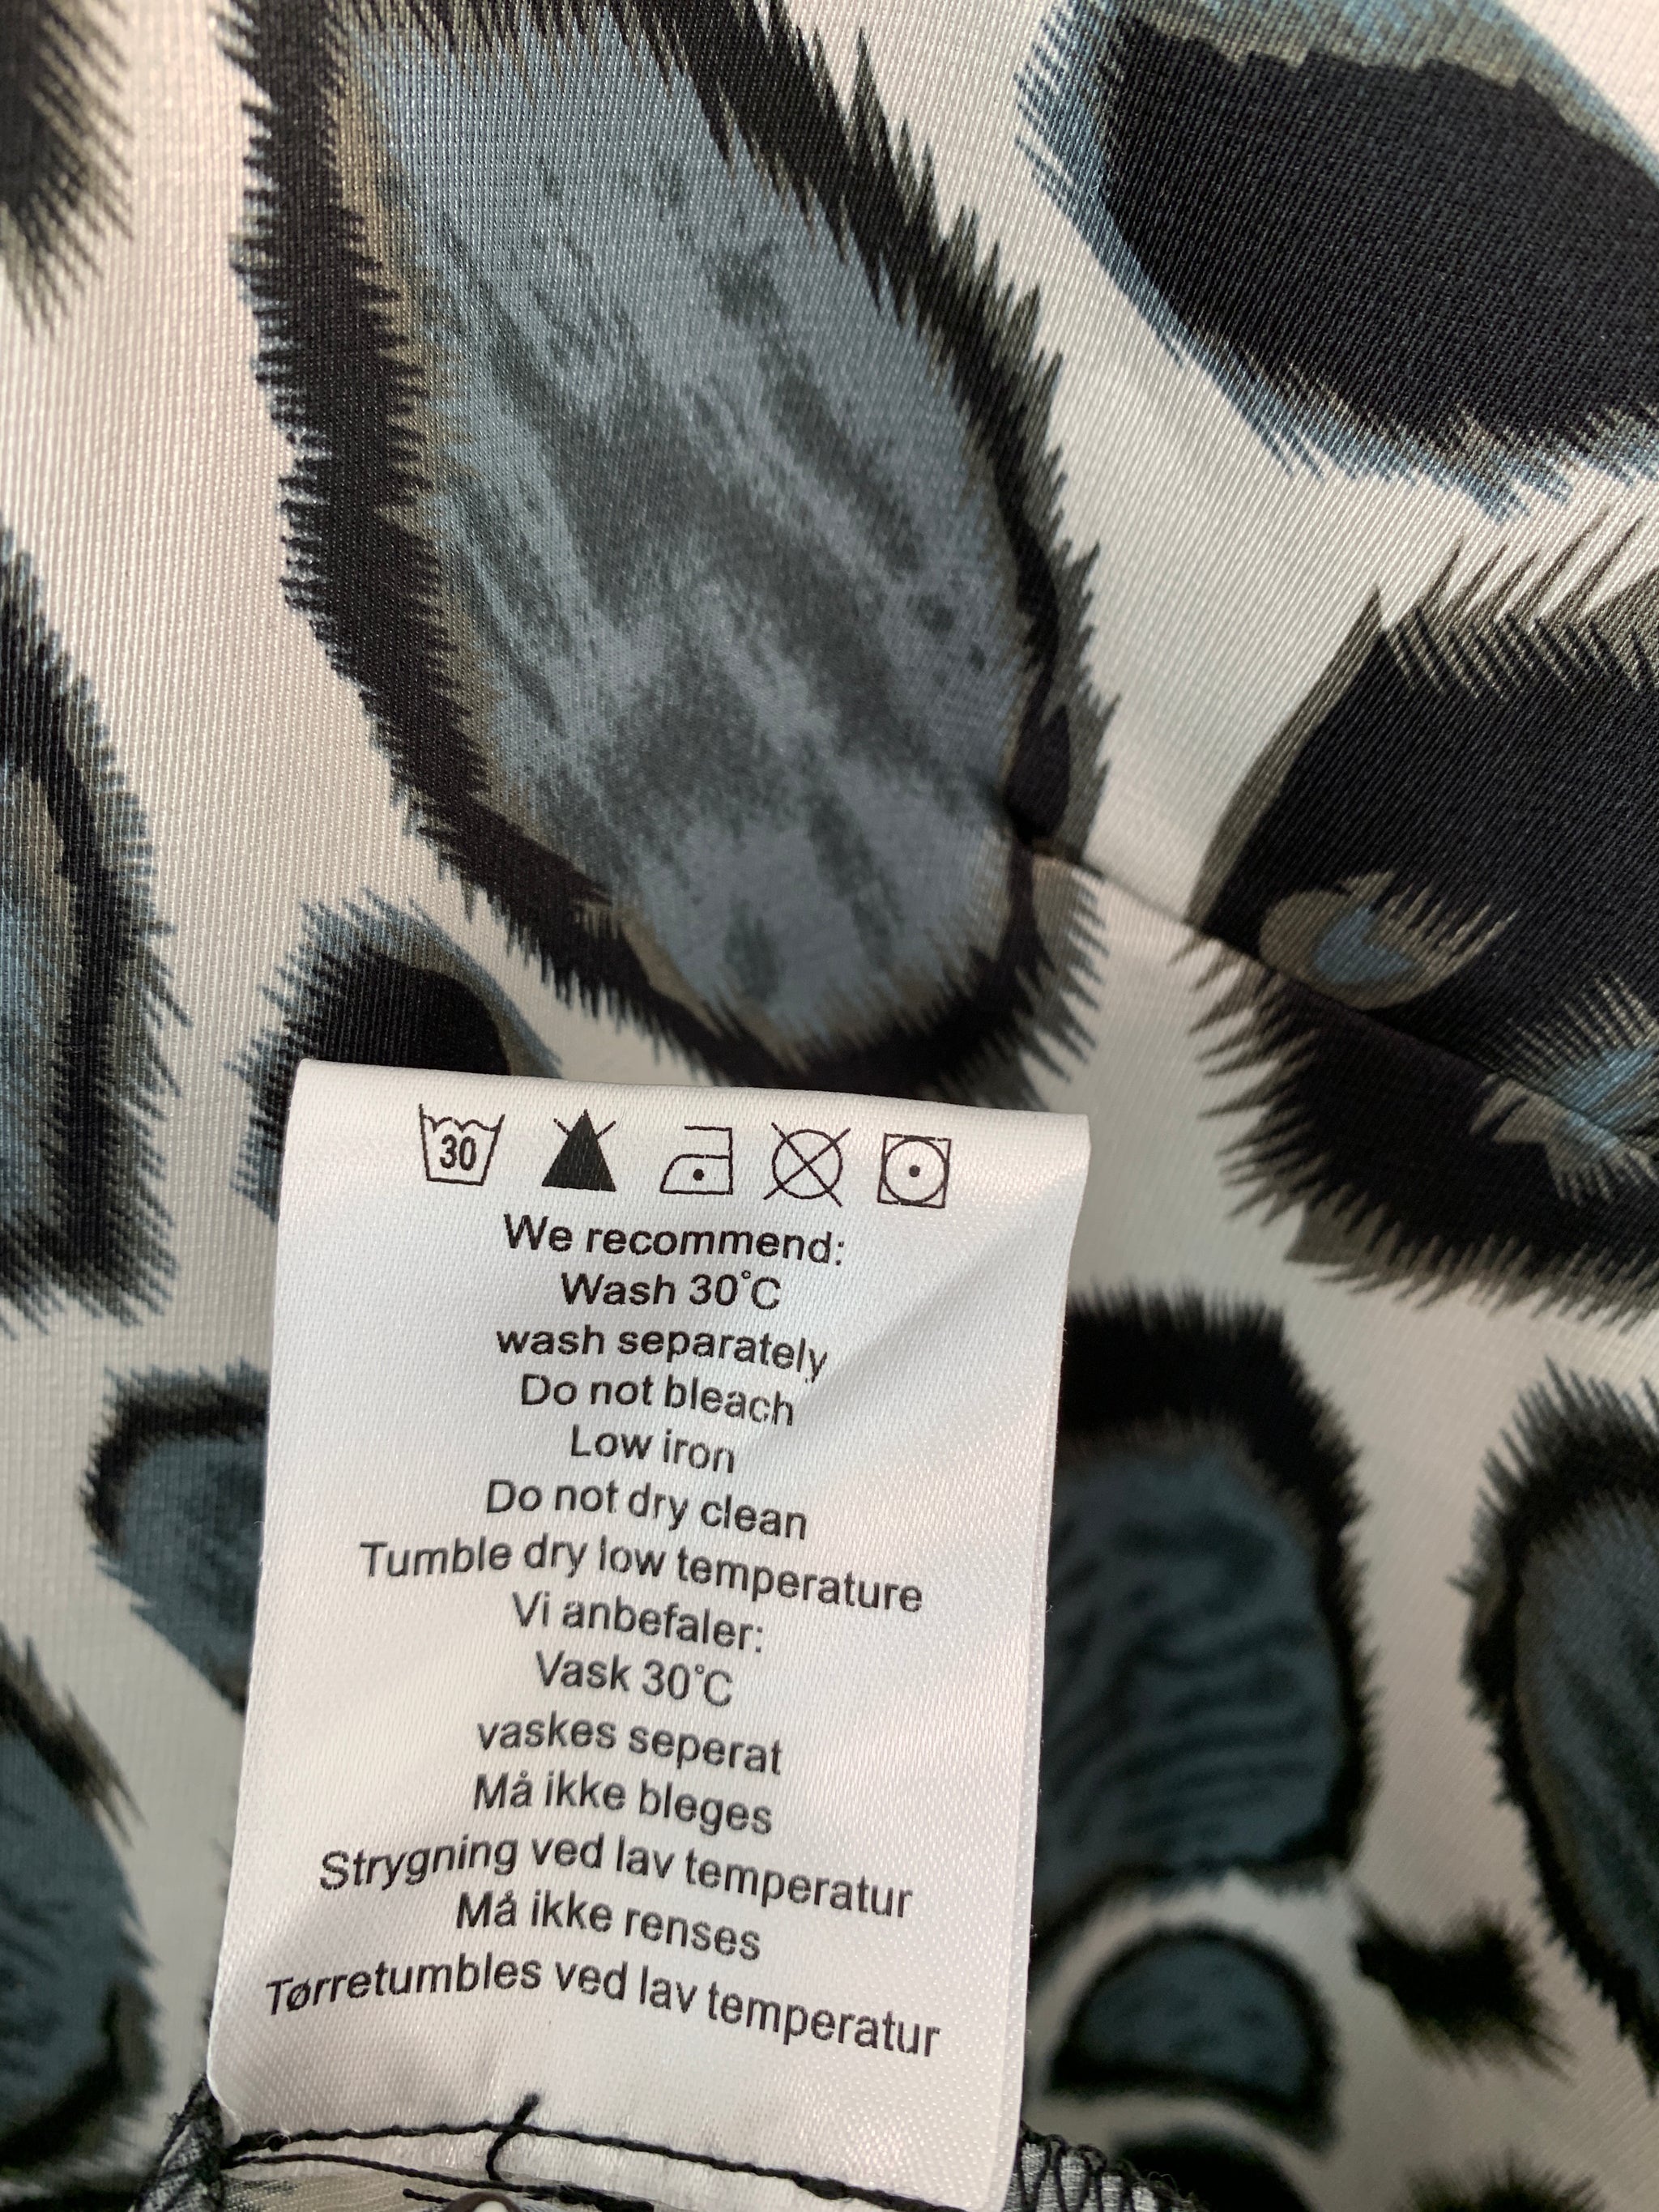 30
We recommend:
Wash 30°C
wash separately
Do not bleach
Low iron
Do not dry clean
Tumble dry low temperature
Vi anbefaler:
Vask 30°C
vaskes seperat
Må ikke bleges
Strygning ved lav temperatur
Må ikke renses
Tørretumbles ved lav temperatur